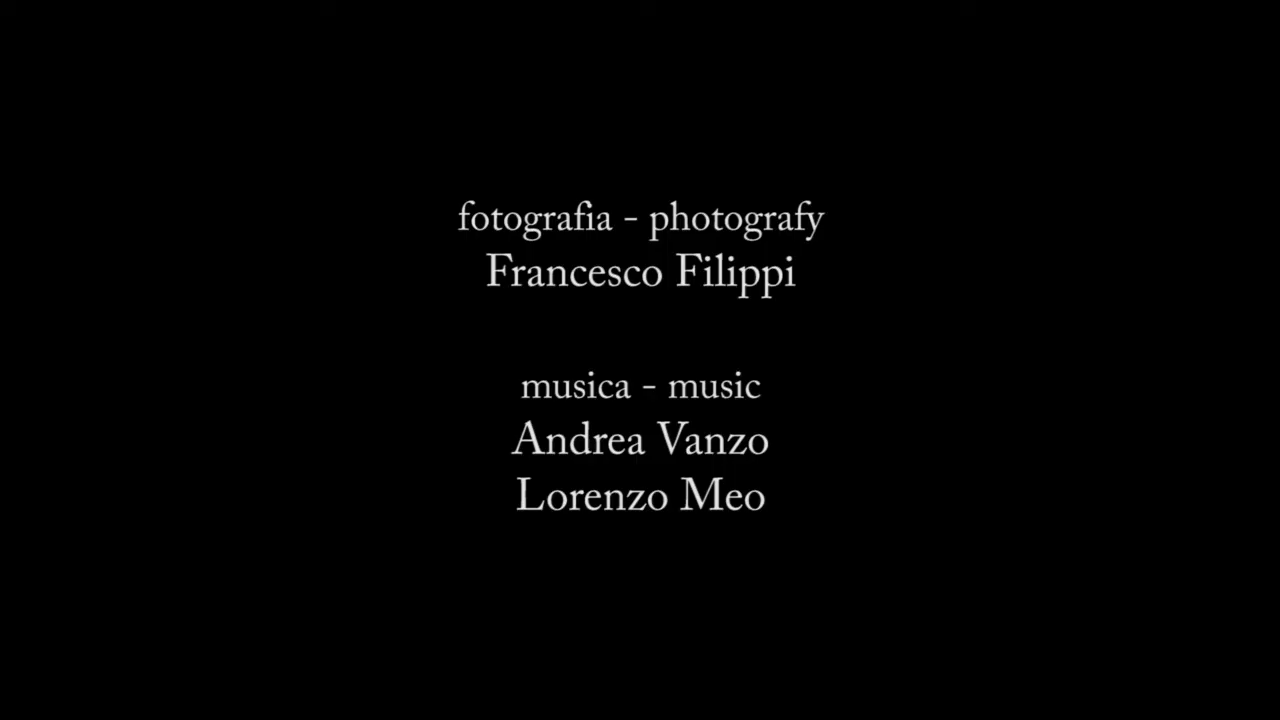 fotografia - photografy
Francesco Filippi
musica - music
Andrea Vanzo
Lorenzo Meo